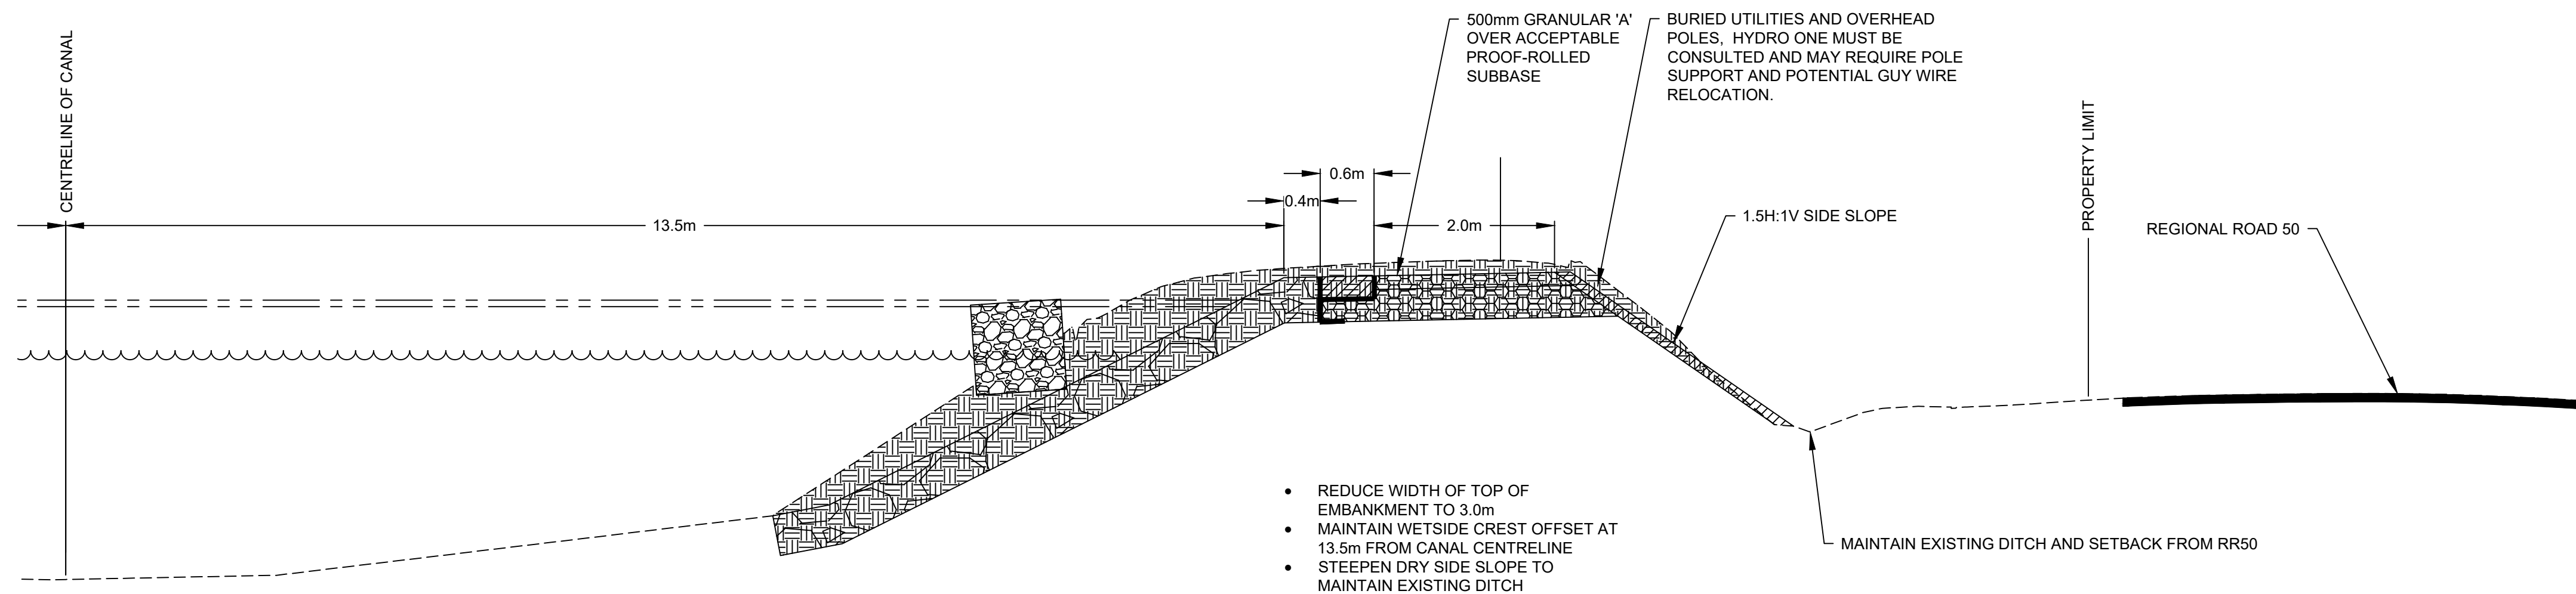 CENTRELINE OF CANAL
500mm GRANULAR 'A'
OVER ACCEPTABLE
PROOF-ROLLED
SUBBASE
BURIED UTILITIES AND OVERHEAD
POLES, HYDRO ONE MUST BE
CONSULTED AND MAY REQUIRE POLE
SUPPORT AND POTENTIAL GUY WIRE
RELOCATION.
PROPERTY LIMIT
0.6m
0.4m
13.5m
2.0m
1.5H:1V SIDE SLOPE
REGIONAL ROAD 50
• REDUCE WIDTH OF TOP OF
EMBANKMENT TO 3.0m
• MAINTAIN WETSIDE CREST OFFSET AT
13.5m FROM CANAL CENTRELINE
• STEEPEN DRY SIDE SLOPE TO
MAINTAIN EXISTING DITCH
MAINTAIN EXISTING DITCH AND SETBACK FROM RR50